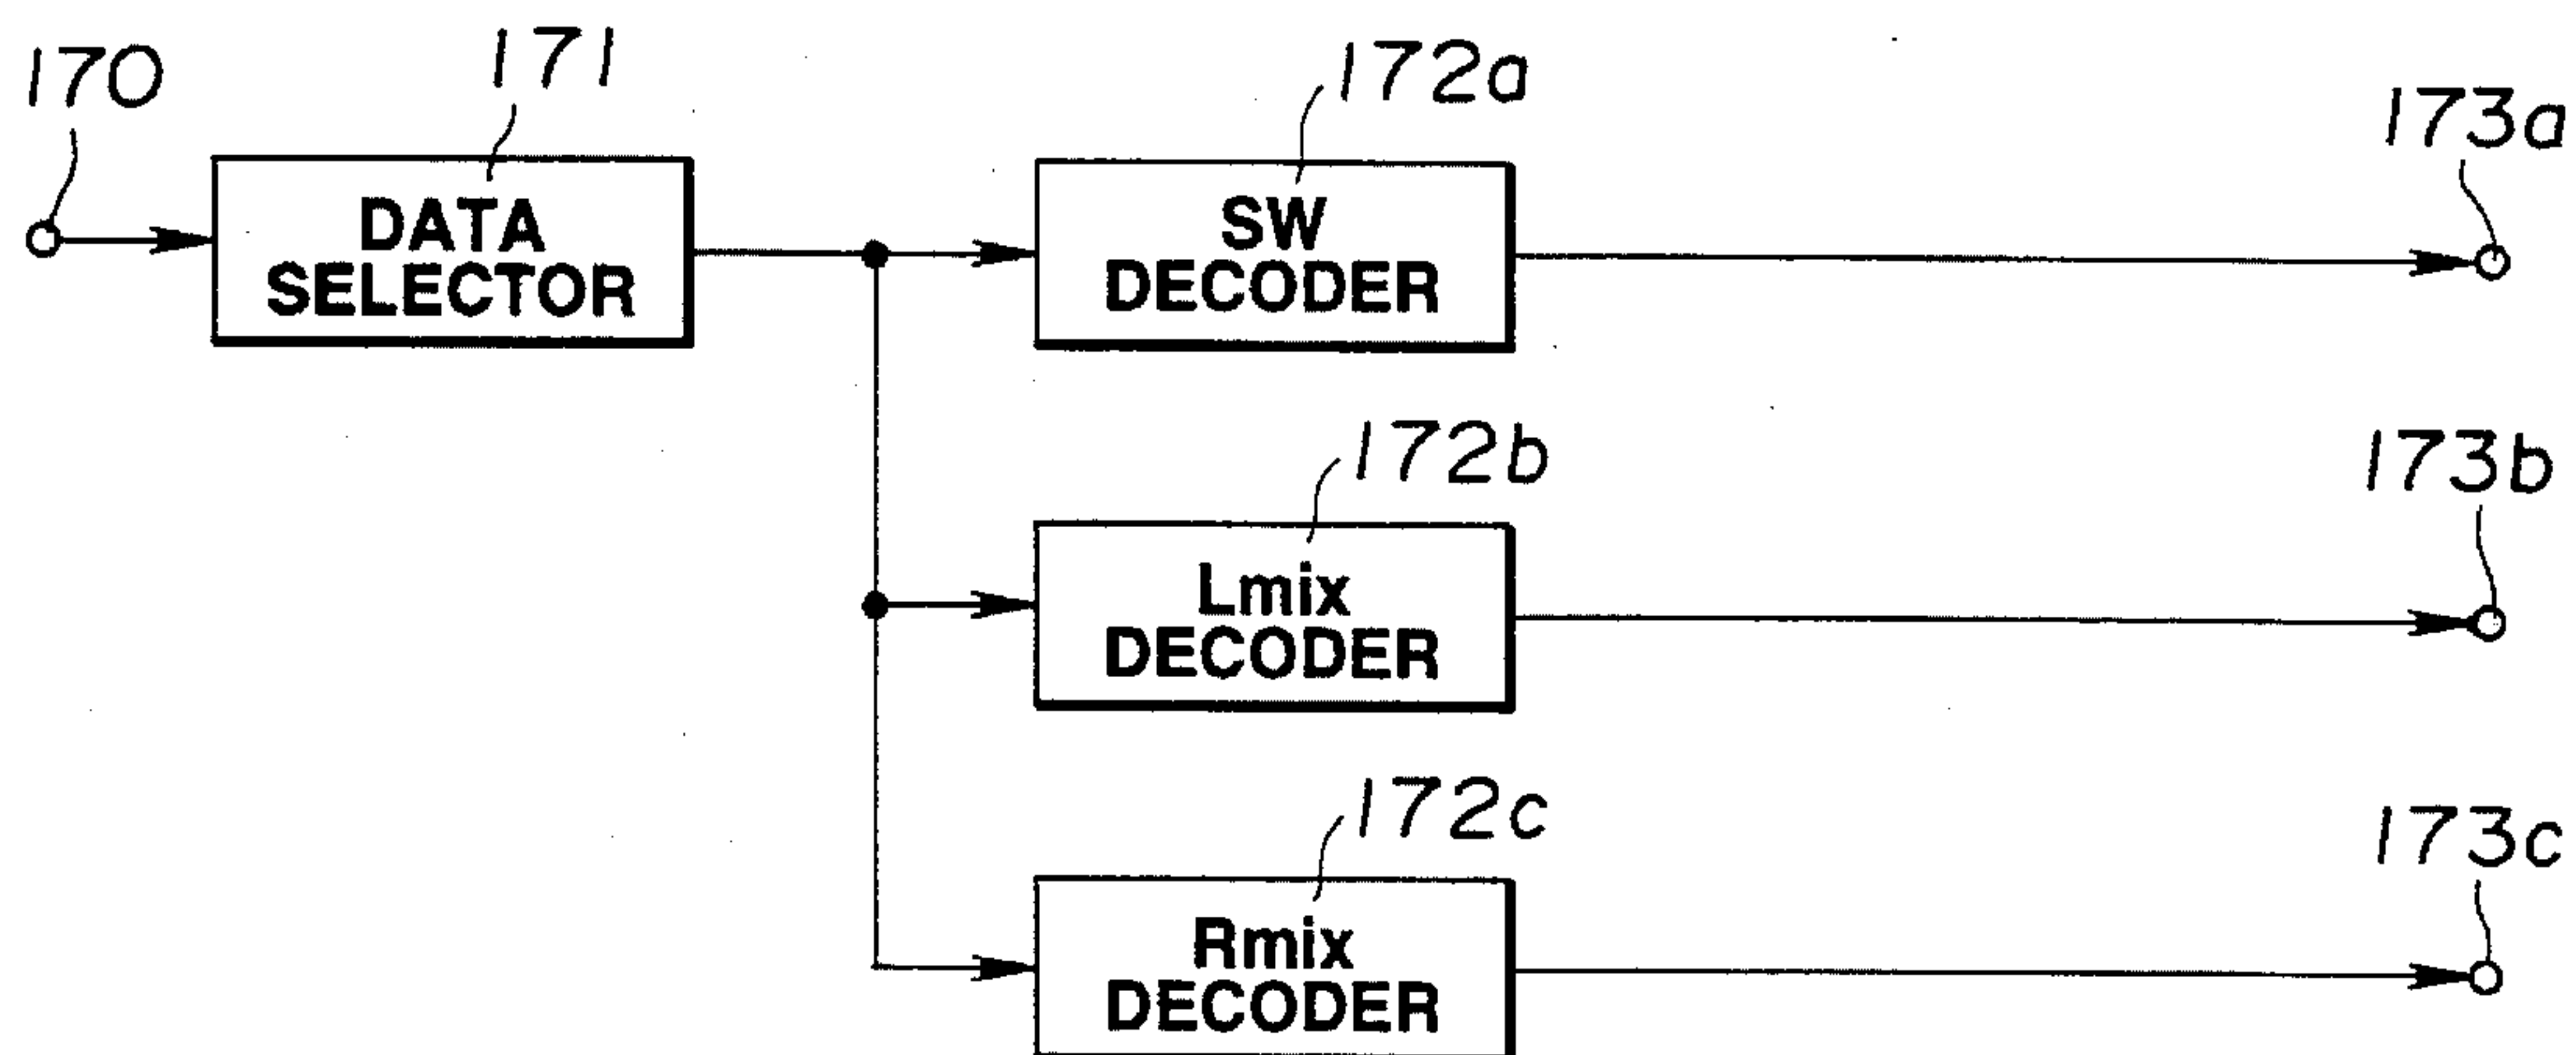 170
171
172a
173a
DATA
SELECTOR
SW
DECODER
172b
173b
Lmix
DECODER
172c
173c
Rmix
DECODER